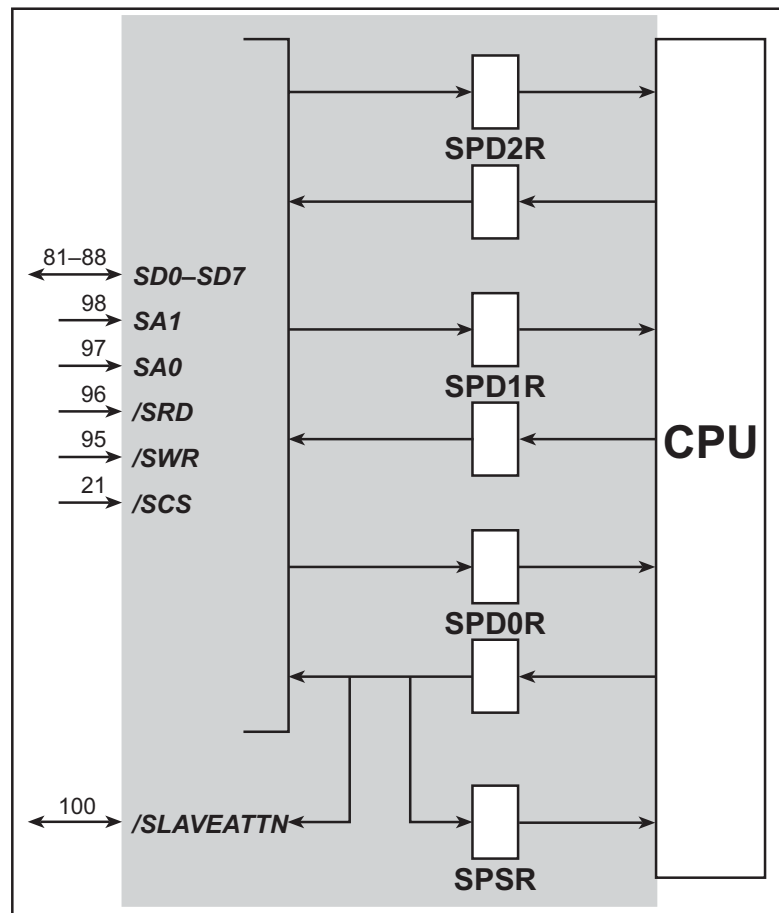 SPD2R
81–88
SD0–SD7
98
SA1
97
SA0
96
/SRD
95
/SWR
21
/SCS
SPD1R
CPU
SPD0R
100
/SLAVEATTN
SPSR